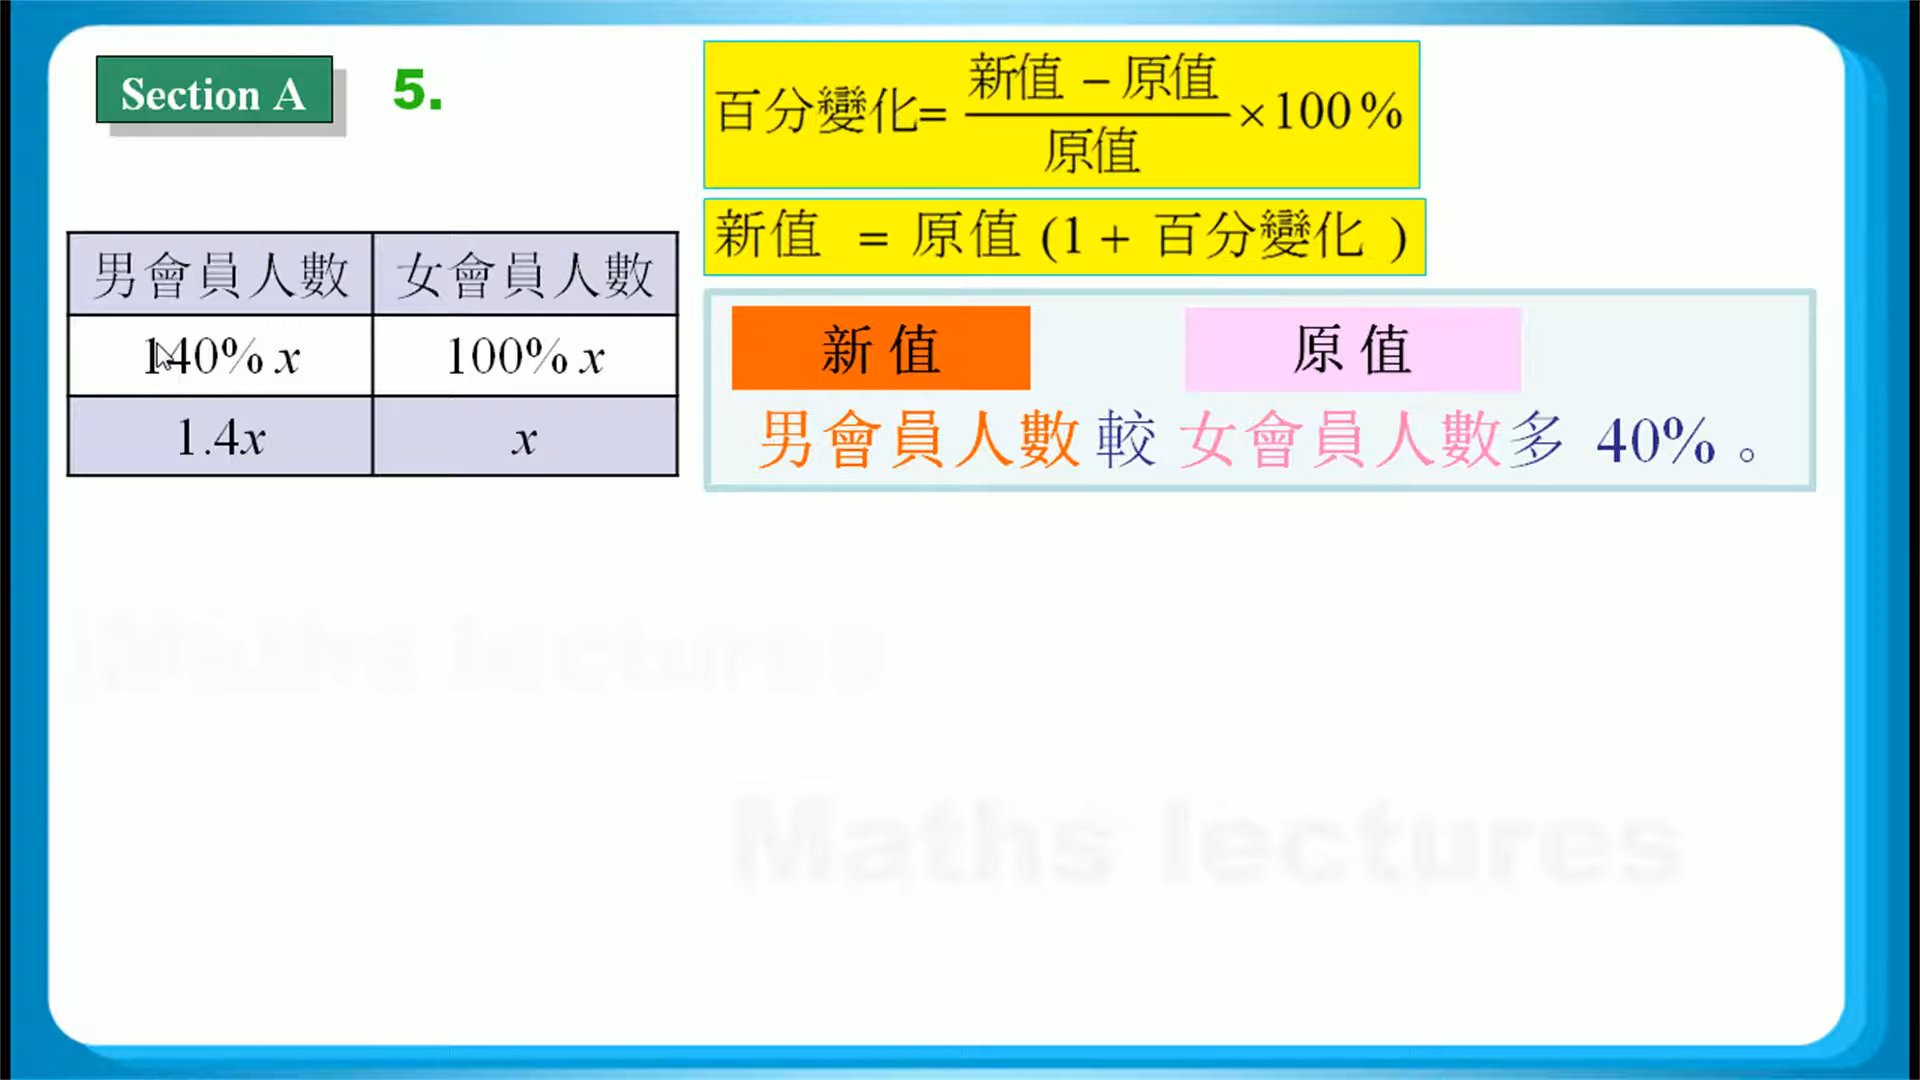 Section A
5.
百分變化= 新值 − 原值 / 原值 ×100%
新值 = 原值 (1 + 百分變化 )
男會員人數 女會員人數
140% x 100% x
1.4x x
新值 原值
男會員人數 較 女會員人數多 40% 。
Maths lectures
Maths lectures